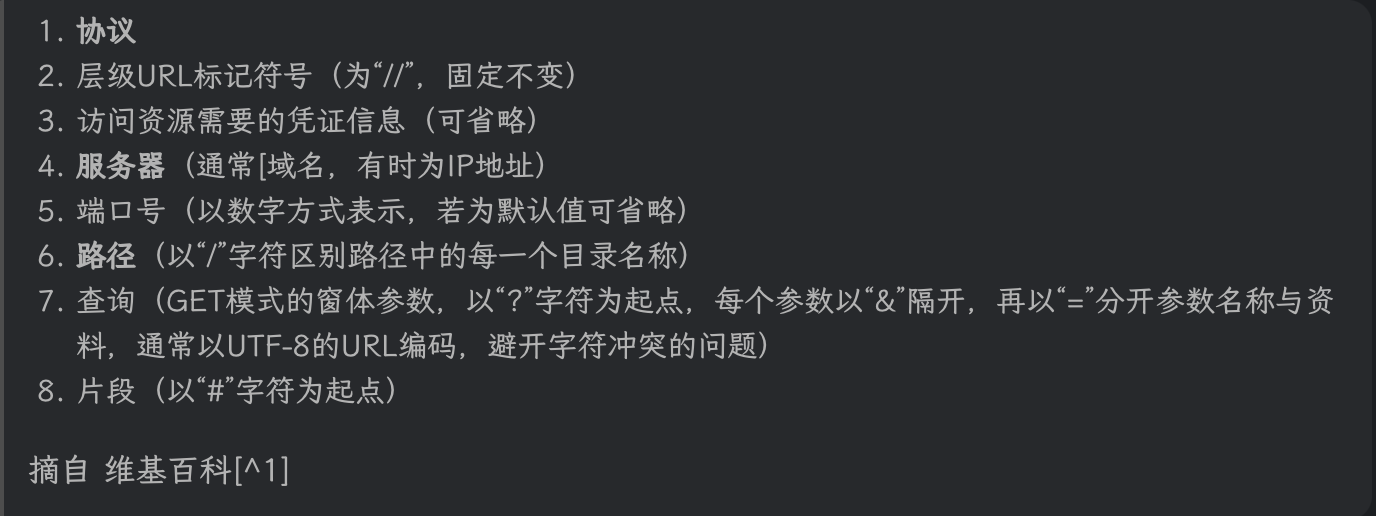 1. 协议
2. 层级URL标记符号（为“//”，固定不变）
3. 访问资源需要的凭证信息（可省略）
4. 服务器（通常[域名，有时为IP地址）
5. 端口号（以数字方式表示，若为默认值可省略）
6. 路径（以“/”字符区别路径中的每一个目录名称）
7. 查询（GET模式的窗体参数，以“?”字符为起点，每个参数以“&”隔开，再以“=”分开参数名称与资
料，通常以UTF-8的URL编码，避开字符冲突的问题）
8. 片段（以“#”字符为起点）
摘自 维基百科[^1]